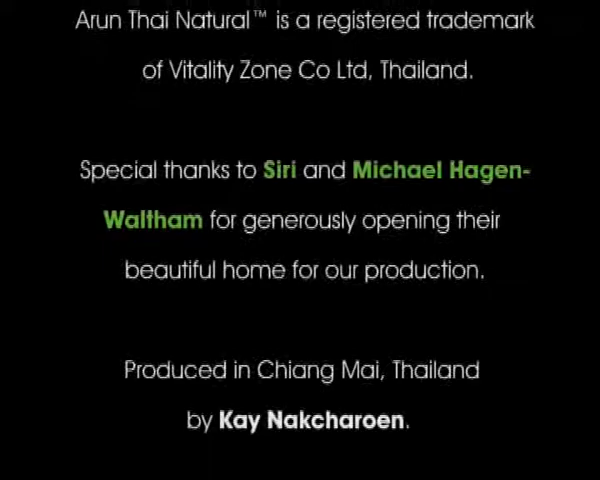 Arun Thai Natural™ is a registered trademark
of Vitality Zone Co Ltd, Thailand.
Special thanks to Siri and Michael Hagen-
Waltham for generously opening their
beautiful home for our production.
Produced in Chiang Mai, Thailand
by Kay Nakcharoen.